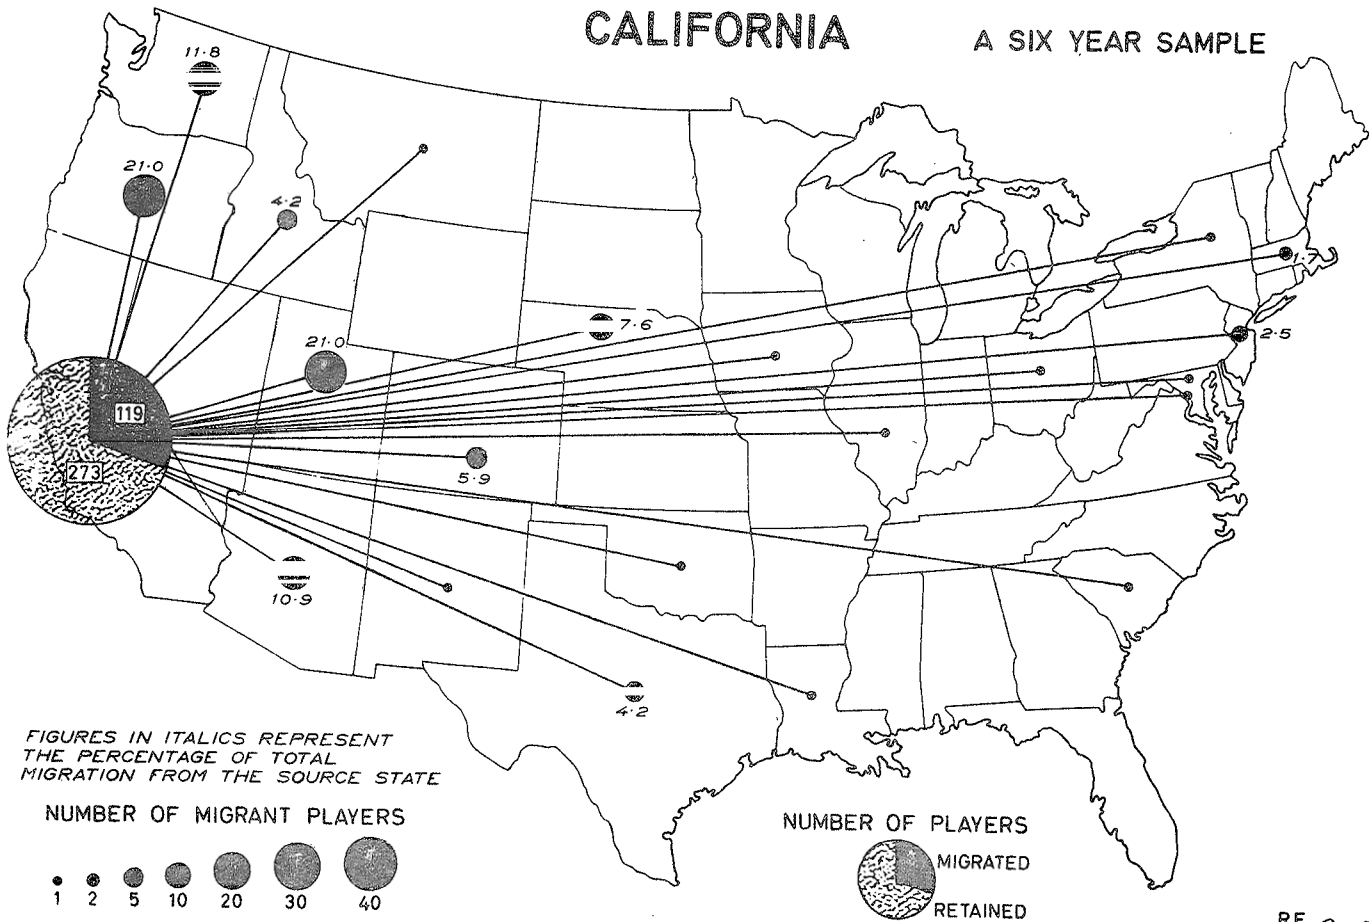 CALIFORNIA
A SIX YEAR SAMPLE
11·8
21·0
4·2
1·7
7·6
2·5
21·0
119
273
5·9
10·9
4·2
FIGURES IN ITALICS REPRESENT
THE PERCENTAGE OF TOTAL
MIGRATION FROM THE SOURCE STATE
NUMBER OF MIGRANT PLAYERS
1 2 5 10 20 30 40
NUMBER OF PLAYERS
MIGRATED
RETAINED